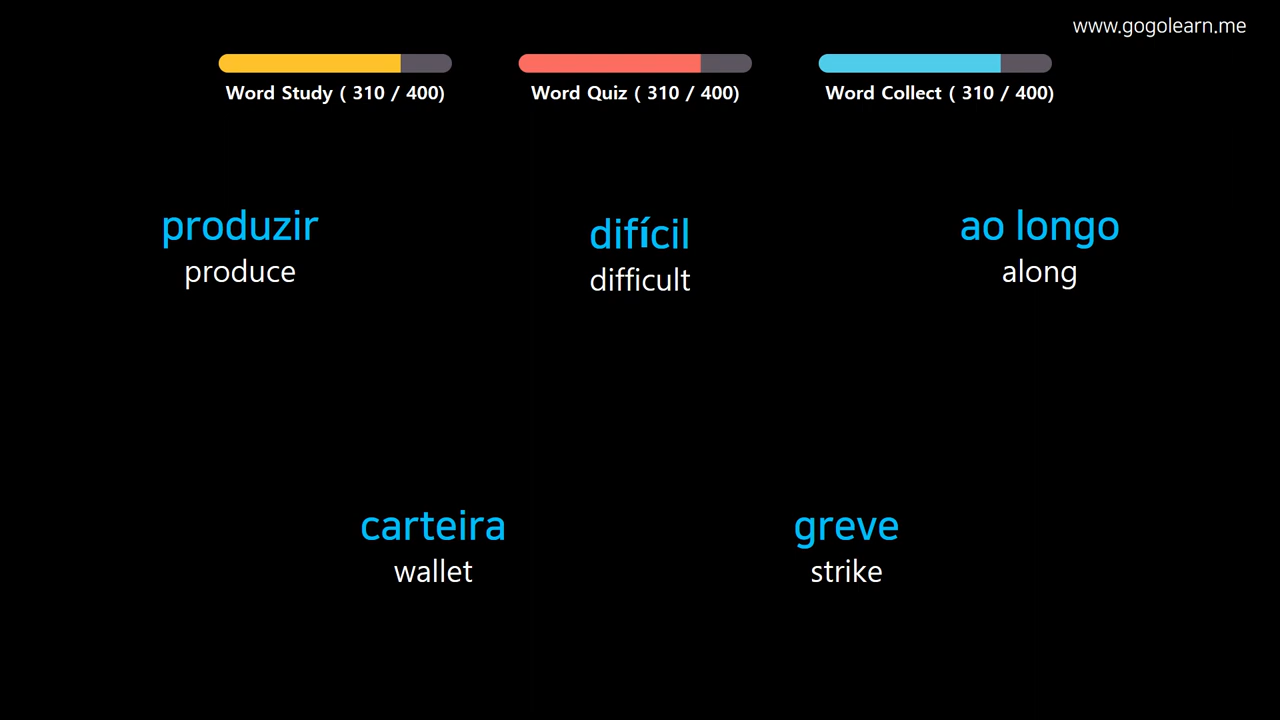 www.gogolearn.me
Word Study ( 310 / 400)
Word Quiz ( 310 / 400)
Word Collect ( 310 / 400)
produzir
produce
difícil
difficult
ao longo
along
carteira
wallet
greve
strike